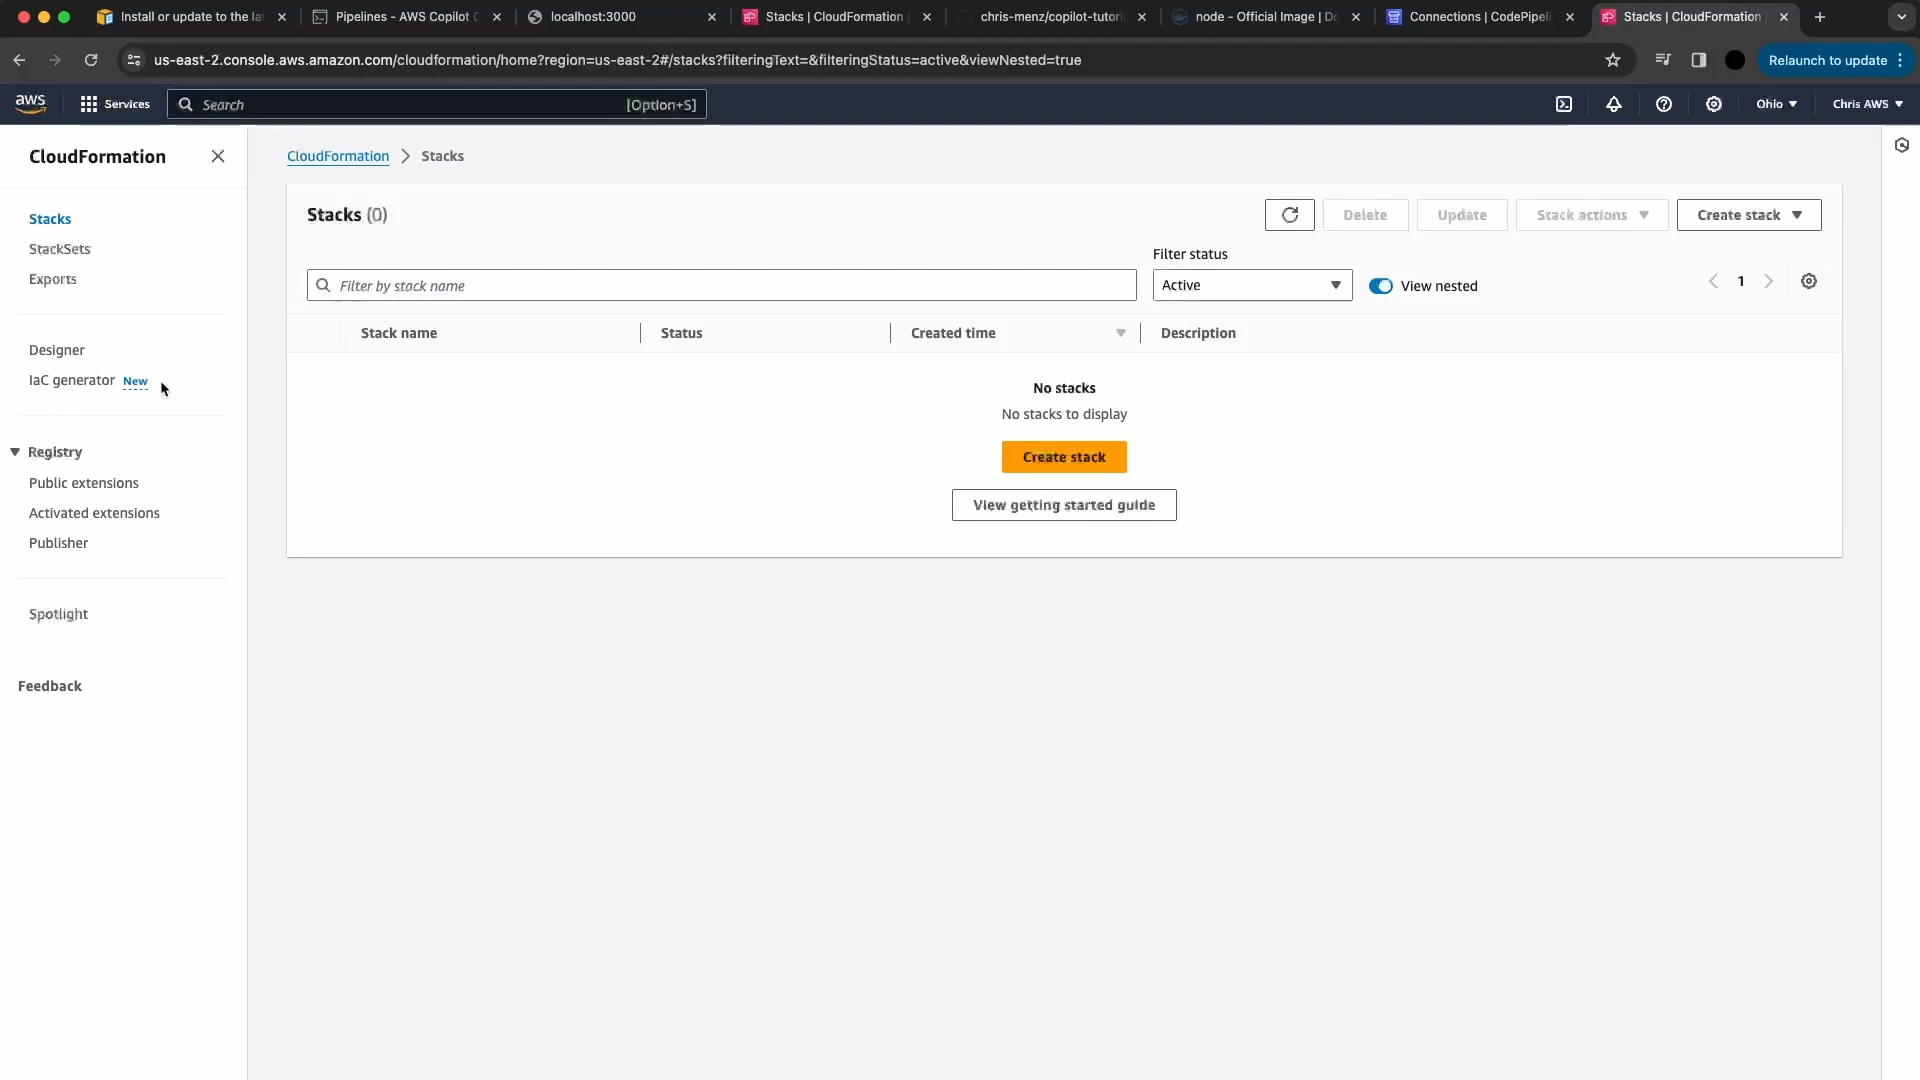 Install or update to the la
Pipelines - AWS Copilot C
localhost:3000
Stacks | CloudFormation
chris-menz/copilot-tutori
node - Official Image | Do
Connections | CodePipeli
Stacks | CloudFormation
us-east-2.console.aws.amazon.com/cloudformation/home?region=us-east-2#/stacks?filteringText=&filteringStatus=active&viewNested=true
Relaunch to update
aws
Services
Search
[Option+S]
Ohio
Chris AWS
CloudFormation
Stacks
StackSets
Exports
Designer
IaC generator New
Registry
Public extensions
Activated extensions
Publisher
Spotlight
Feedback
CloudFormation > Stacks
Stacks (0)
Delete
Update
Stack actions
Create stack
Filter status
Filter by stack name
Active
View nested
1
Stack name
Status
Created time
Description
No stacks
No stacks to display
Create stack
View getting started guide